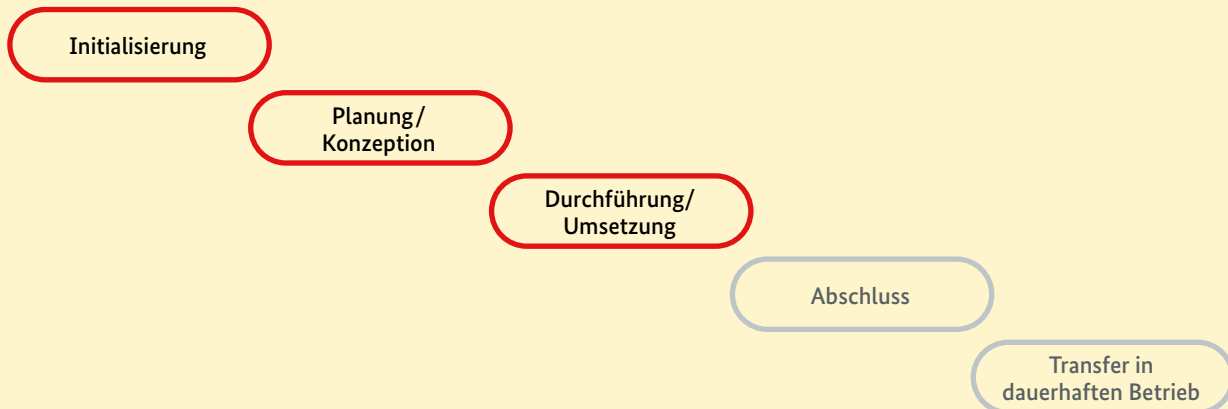 Initialisierung
Planung/
Konzeption
Durchführung/
Umsetzung
Abschluss
Transfer in
dauerhaften Betrieb